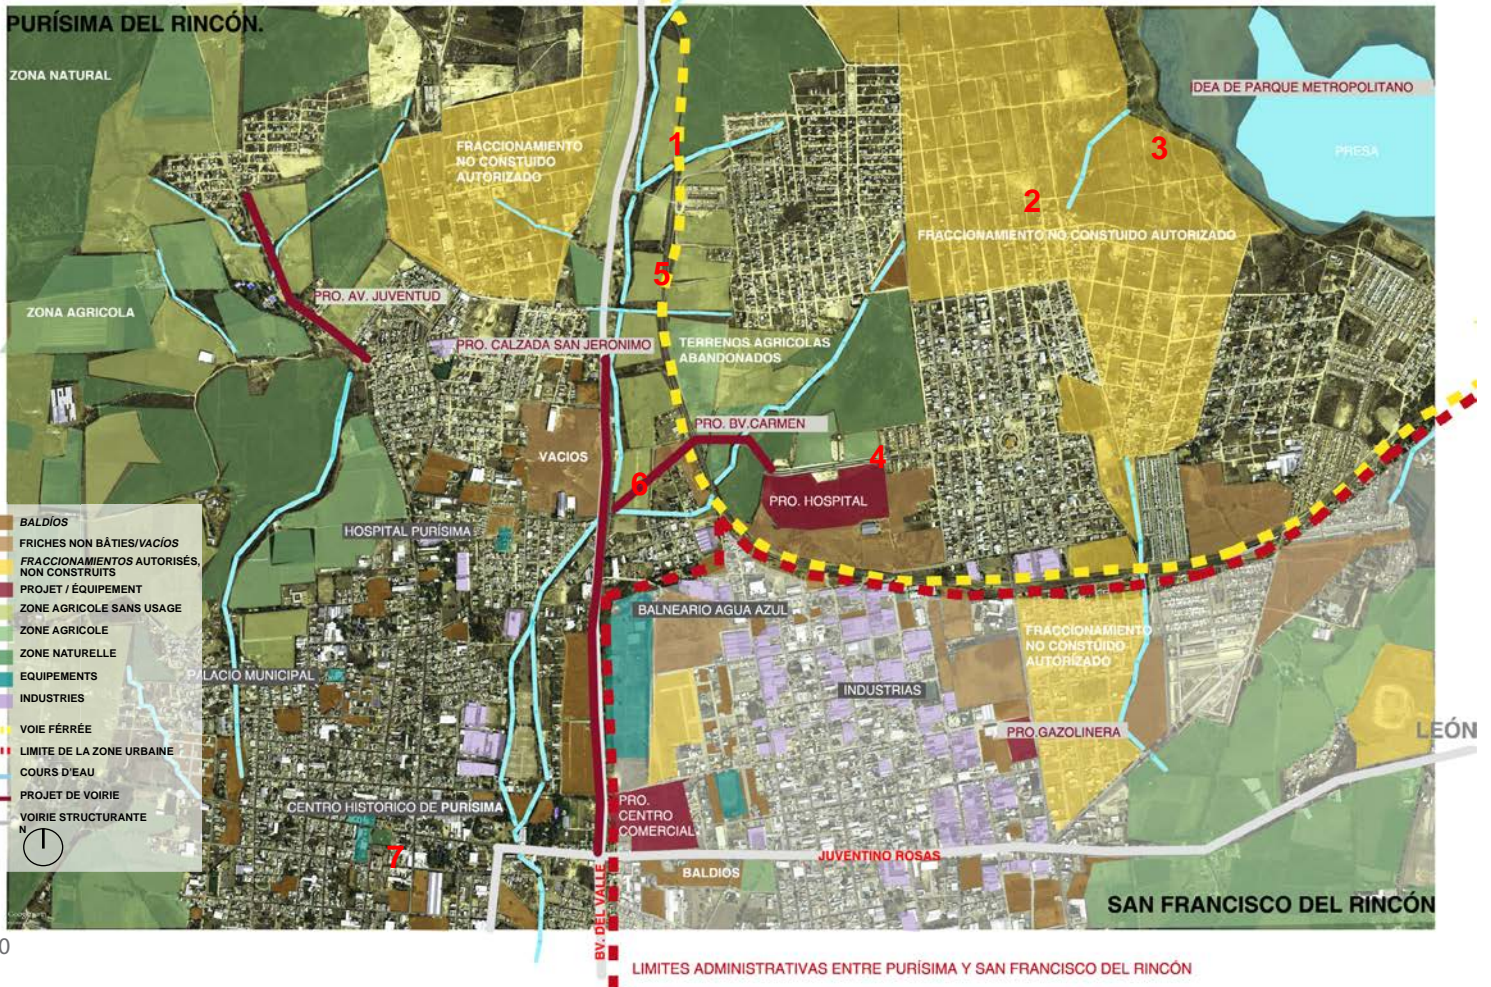 PURÍSIMA DEL RINCÓN.
ZONA NATURAL
IDEA DE PARQUE METROPOLITANO
FRACCIONAMIENTO
NO CONSTUIDO
AUTORIZADO
1
3
PRESA
2
FRACCIONAMIENTO NO CONSTUIDO AUTORIZADO
5
PRO. AV. JUVENTUD
ZONA AGRICOLA
PRO. CALZADA SAN JERONIMO
TERRENOS AGRICOLAS
ABANDONADOS
PRO. BV.CARMEN
VACIOS
4
6
PRO. HOSPITAL
HOSPITAL PURÍSIMA
BALDÍOS
FRICHES NON BÂTIES/VACÍOS
FRACCIONAMIENTOS AUTORISÉS,
NON CONSTRUITS
PROJET / ÉQUIPEMENT
ZONE AGRICOLE SANS USAGE
ZONE AGRICOLE
ZONE NATURELLE
EQUIPEMENTS
INDUSTRIES
VOIE FÉRRÉE
LIMITE DE LA ZONE URBAINE
COURS D'EAU
PROJET DE VOIRIE
VOIRIE STRUCTURANTE
N
BALNEARIO AGUA AZUL
FRACCIONAMIENTO
NO CONSTUIDO
AUTORIZADO
PALACIO MUNICIPAL
INDUSTRIAS
PRO.GAZOLINERA
LEÓN
CENTRO HISTORICO DE PURÍSIMA
PRO.
CENTRO
COMERCIAL
7
JUVENTINO ROSAS
BALDIOS
BV. DEL VALLE
SAN FRANCISCO DEL RINCÓN
0
LIMITES ADMINISTRATIVAS ENTRE PURÍSIMA Y SAN FRANCISCO DEL RINCÓN